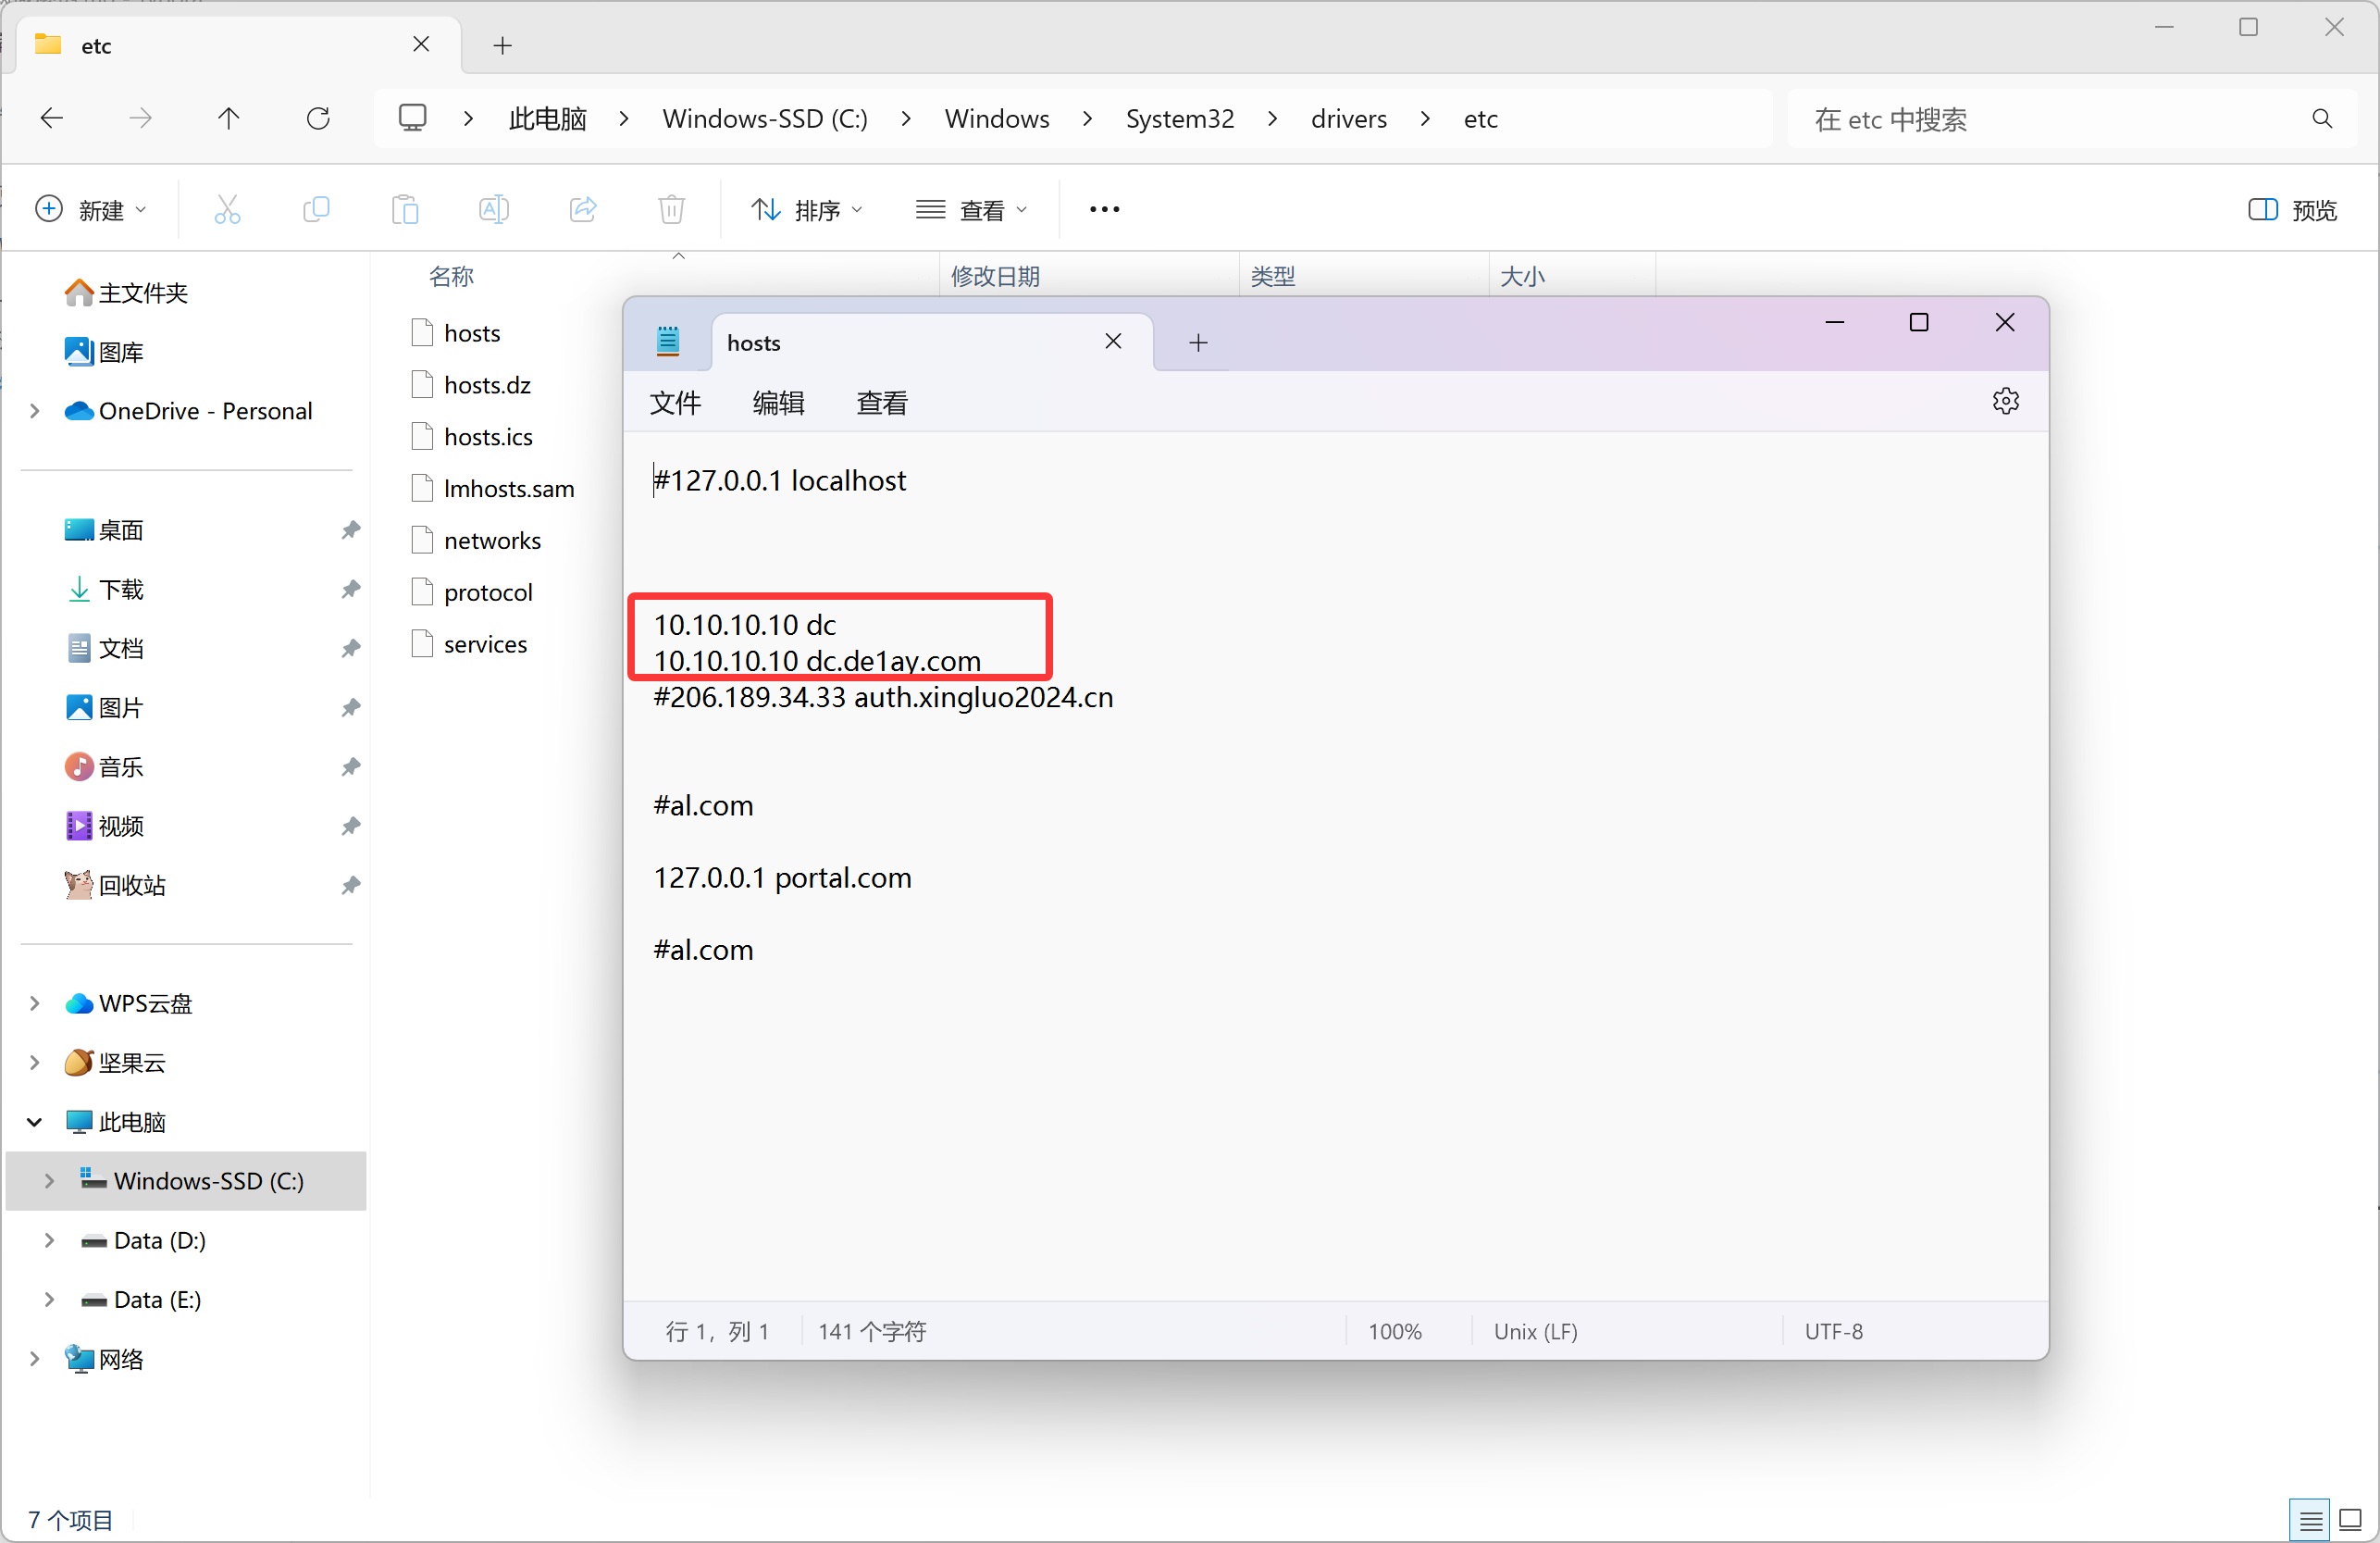 etc
此电脑 Windows-SSD (C:) Windows System32 drivers etc
在 etc 中搜索
新建 排序 查看 预览
名称 修改日期 类型 大小
主文件夹
图库
OneDrive - Personal
桌面
下载
文档
图片
音乐
视频
回收站
WPS云盘
坚果云
此电脑
Windows-SSD (C:)
Data (D:)
Data (E:)
网络
hosts
hosts.dz
hosts.ics
lmhosts.sam
networks
protocol
services
hosts
文件 编辑 查看
#127.0.0.1 localhost
10.10.10.10 dc
10.10.10.10 dc.de1ay.com
#206.189.34.33 auth.xingluo2024.cn
#al.com
127.0.0.1 portal.com
#al.com
行 1，列 1 141 个字符 100% Unix (LF) UTF-8
7 个项目